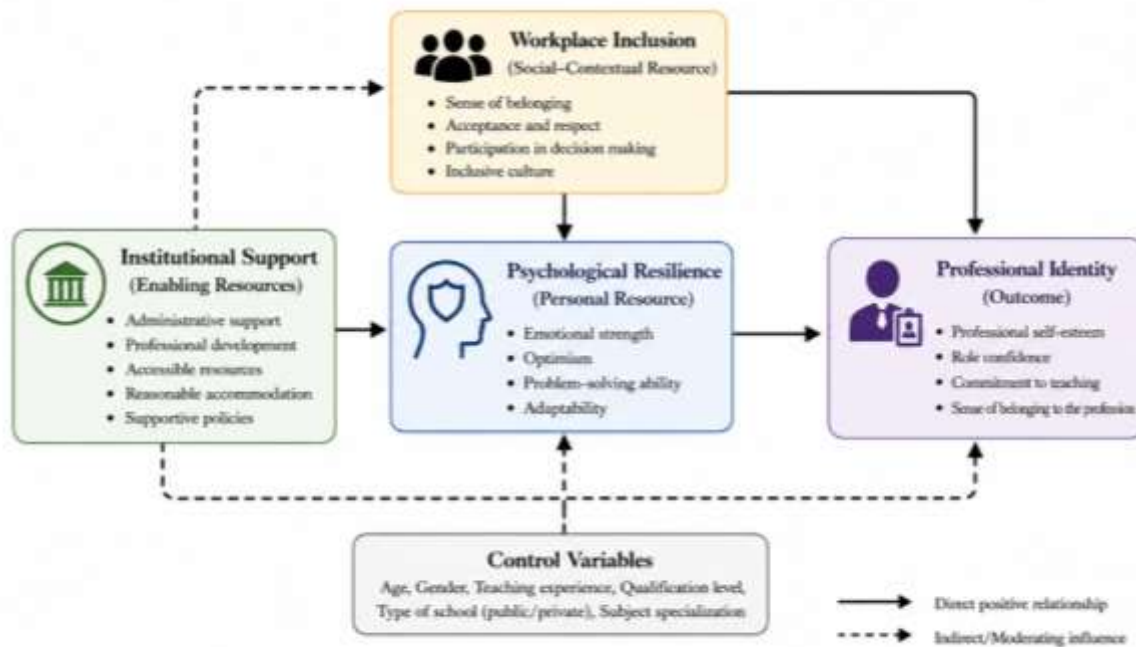 Workplace Inclusion
(Social–Contextual Resource)
• Sense of belonging
• Acceptance and respect
• Participation in decision making
• Inclusive culture
Institutional Support
(Enabling Resources)
• Administrative support
• Professional development
• Accessible resources
• Reasonable accommodation
• Supportive policies
Psychological Resilience
(Personal Resource)
• Emotional strength
• Optimism
• Problem-solving ability
• Adaptability
Professional Identity
(Outcome)
• Professional self-esteem
• Role confidence
• Commitment to teaching
• Sense of belonging to the profession
Control Variables
Age, Gender, Teaching experience, Qualification level,
Type of school (public/private), Subject specialization
Direct positive relationship
Indirect/Moderating influence